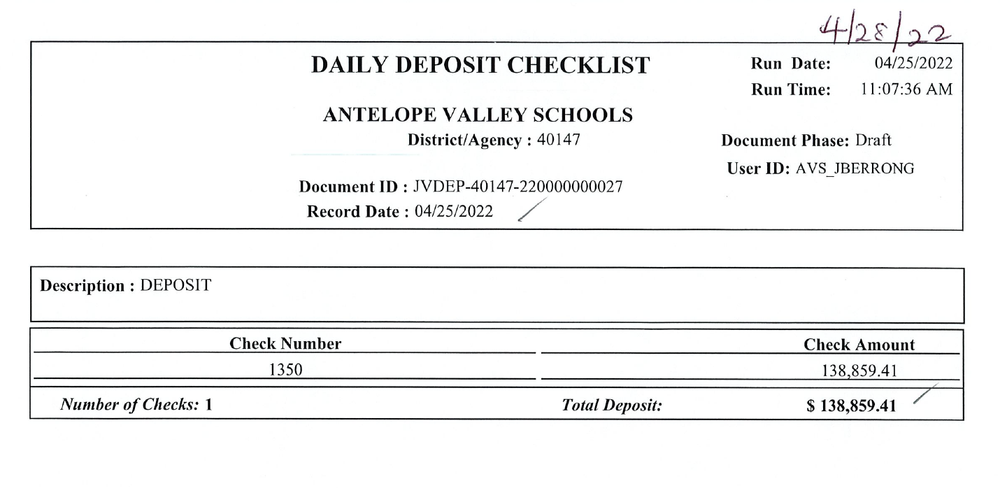 4/28/22
DAILY DEPOSIT CHECKLIST
Run Date: 04/25/2022
Run Time: 11:07:36 AM
ANTELOPE VALLEY SCHOOLS
District/Agency : 40147
Document Phase: Draft
User ID: AVS_JBERRONG
Document ID : JVDEP-40147-220000000027
Record Date : 04/25/2022
Description : DEPOSIT
Check Number Check Amount
1350 138,859.41
Number of Checks: 1 Total Deposit: $ 138,859.41